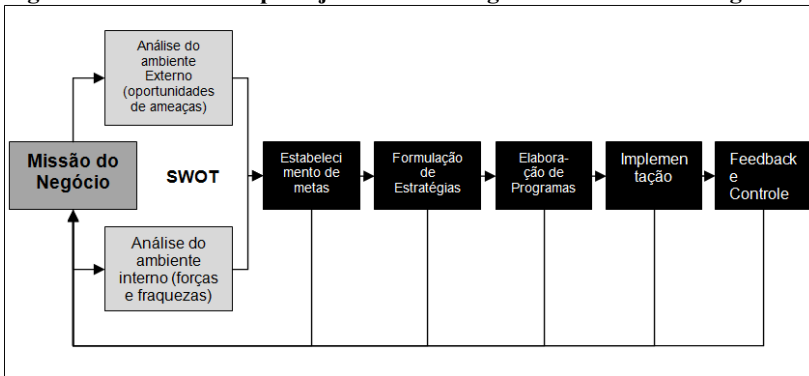 Análise do
ambiente
Externo
(oportunidades
de ameaças)
Missão do
Negócio
SWOT
Estabeleci
mento de
metas
Formulação
de
Estratégias
Elabora-
ção de
Programas
Implemen
tação
Feedback
e
Controle
Análise do
ambiente
interno (forças
e fraquezas)